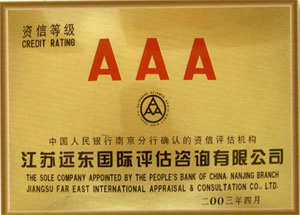 资信等级
CREDIT RATING
AAA
中国人民银行南京分行确认的资信评估机构
江苏远东国际评估咨询有限公司
THE SOLE COMPANY APPOINTED BY THE PEOPLE'S BANK OF CHINA. NANJING BRANCH
JIANGSU FAR EAST INTERNATIONAL APPRAISAL & CONSULTATION CO., LTD.
二〇〇三年四月